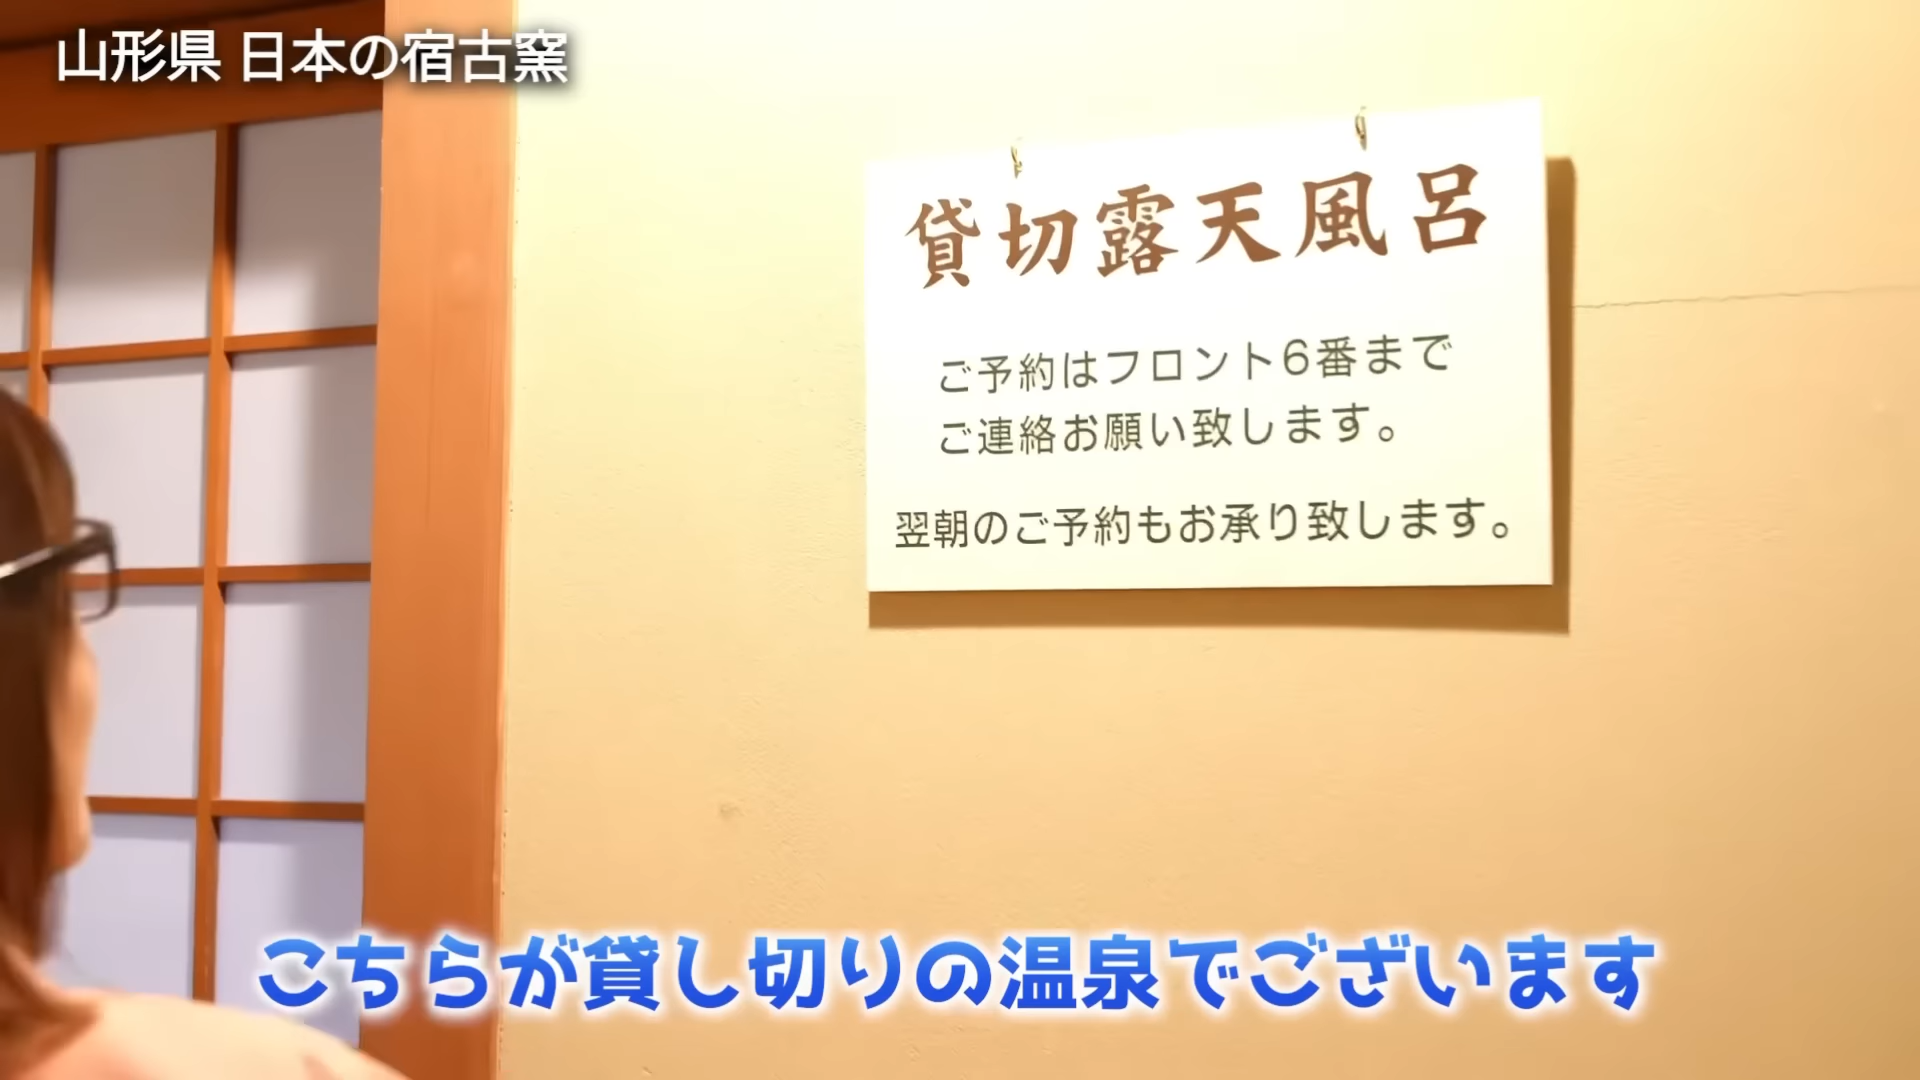 山形県 日本の宿古窯
貸切露天風呂
ご予約はフロント6番まで
ご連絡お願い致します。
翌朝のご予約もお承り致します。
こちらが貸し切りの温泉でございます